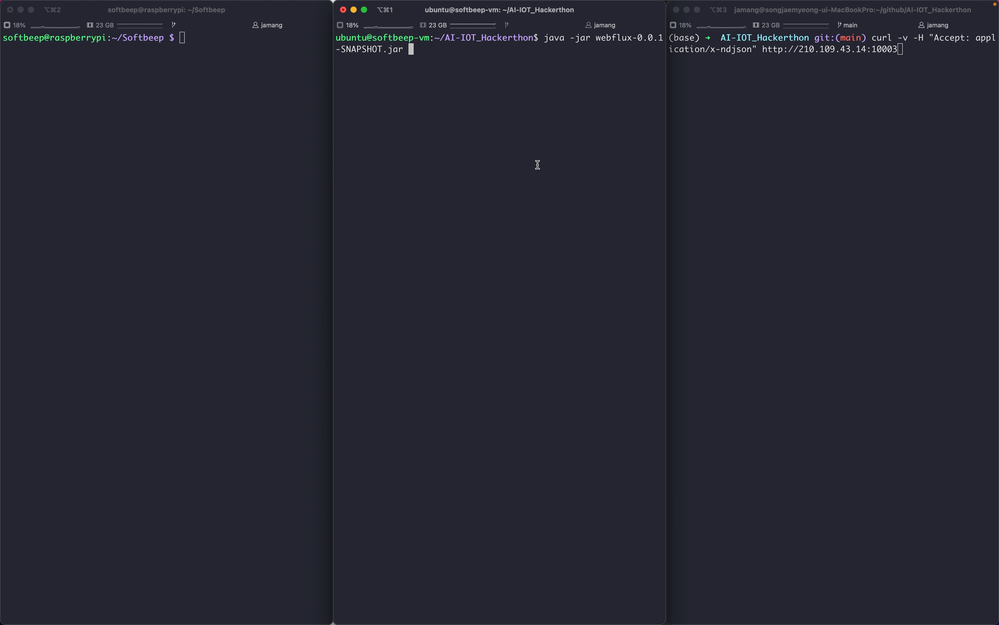 ⌥⌘2 softbeep@raspberrypi: ~/Softbeep
18% 23 GB jamang
softbeep@raspberrypi:~/Softbeep $
⌥⌘1 ubuntu@softbeep-vm: ~/AI-IOT_Hackerthon
18% 23 GB jamang
ubuntu@softbeep-vm:~/AI-IOT_Hackerthon$ java -jar webflux-0.0.1
-SNAPSHOT.jar
⌥⌘3 jamang@songjaemyeong-ui-MacBookPro:~/github/AI-IOT_Hackerthon
18% 23 GB main jamang
(base) ➜ AI-IOT_Hackerthon git:(main) curl -v -H "Accept: appl
ication/x-ndjson" http://210.109.43.14:10003